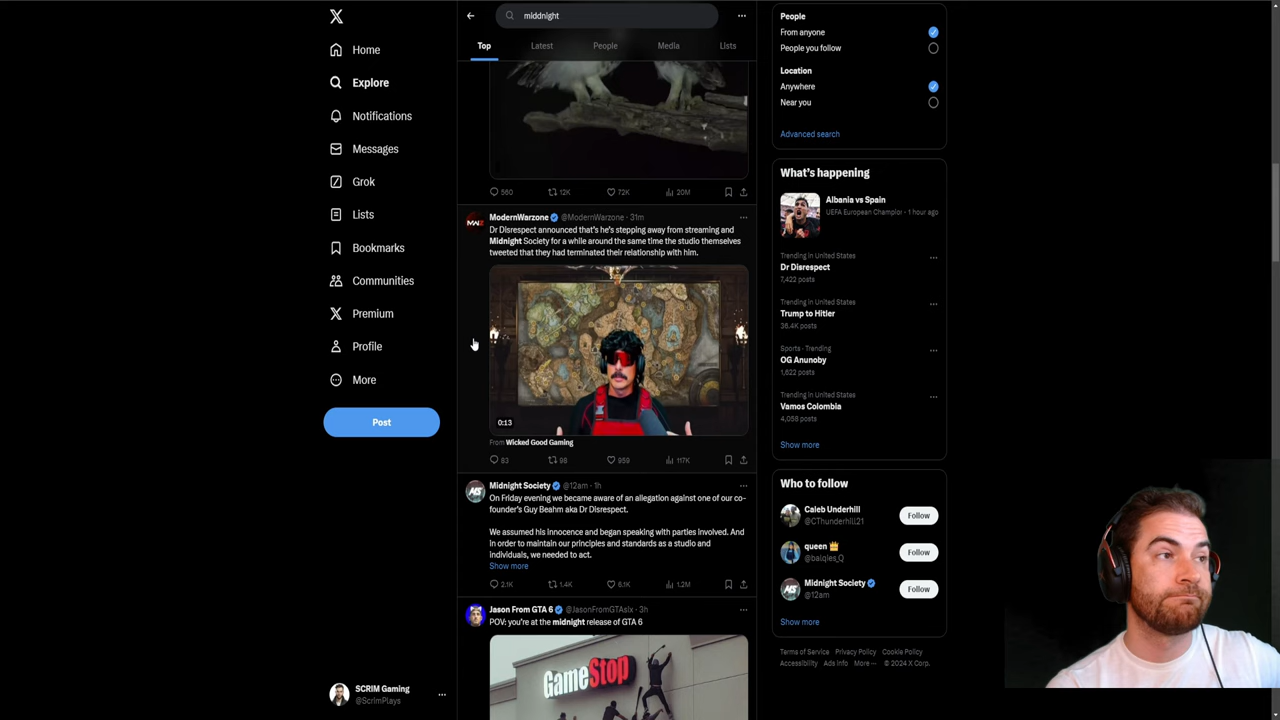 Home
Explore
Notifications
Messages
Grok
Lists
Bookmarks
Communities
Premium
Profile
More
Post
SCRIM Gaming
@ScrimPlays
middnight
Top
Latest
People
Media
Lists
560
12K
72K
20M
ModernWarzone @ModernWarzone · 31m
Dr Disrespect announced that's he's stepping away from streaming and
Midnight Society for a while around the same time the studio themselves
tweeted that they had terminated their relationship with him.
0:13
From Wicked Good Gaming
83
98
959
117K
Midnight Society @12am · 1h
On Friday evening we became aware of an allegation against one of our co-
founder's Guy Beahm aka Dr Disrespect.
We assumed his innocence and began speaking with parties involved. And
in order to maintain our principles and standards as a studio and
individuals, we needed to act.
Show more
2.1K
1.4K
6.1K
1.2M
Jason From GTA 6 @JasonFromGTAsix · 3h
POV: you're at the midnight release of GTA 6
GameStop
People
From anyone
People you follow
Location
Anywhere
Near you
Advanced search
What's happening
Albania vs Spain
UEFA European Champio · 1 hour ago
Trending in United States
Dr Disrespect
7,422 posts
Trending in United States
Trump to Hitler
36.4K posts
Sports · Trending
OG Anunoby
1,622 posts
Trending in United States
Vamos Colombia
4,058 posts
Show more
Who to follow
Caleb Underhill
@CThunderhill21
Follow
queen
@balqies_Q
Follow
Midnight Society
@12am
Follow
Show more
Terms of Service Privacy Policy Cookie Policy
Accessibility Ads info More ··· © 2024 X Corp.